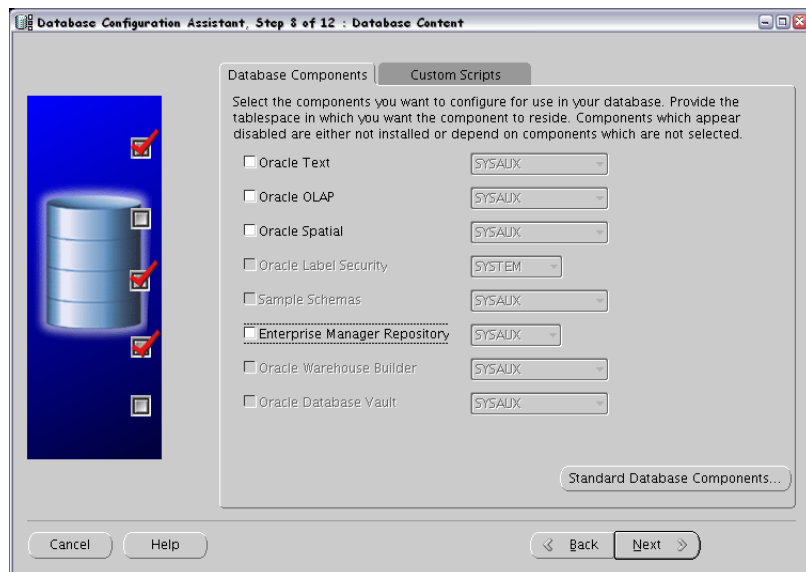 Database Configuration Assistant, Step 8 of 12 : Database Content
Database Components
Custom Scripts
Select the components you want to configure for use in your database. Provide the
tablespace in which you want the component to reside. Components which appear
disabled are either not installed or depend on components which are not selected.
Oracle Text SYSAUX
Oracle OLAP SYSAUX
Oracle Spatial SYSAUX
Oracle Label Security SYSTEM
Sample Schemas SYSAUX
Enterprise Manager Repository SYSAUX
Oracle Warehouse Builder SYSAUX
Oracle Database Vault SYSAUX
Standard Database Components...
Cancel Help Back Next